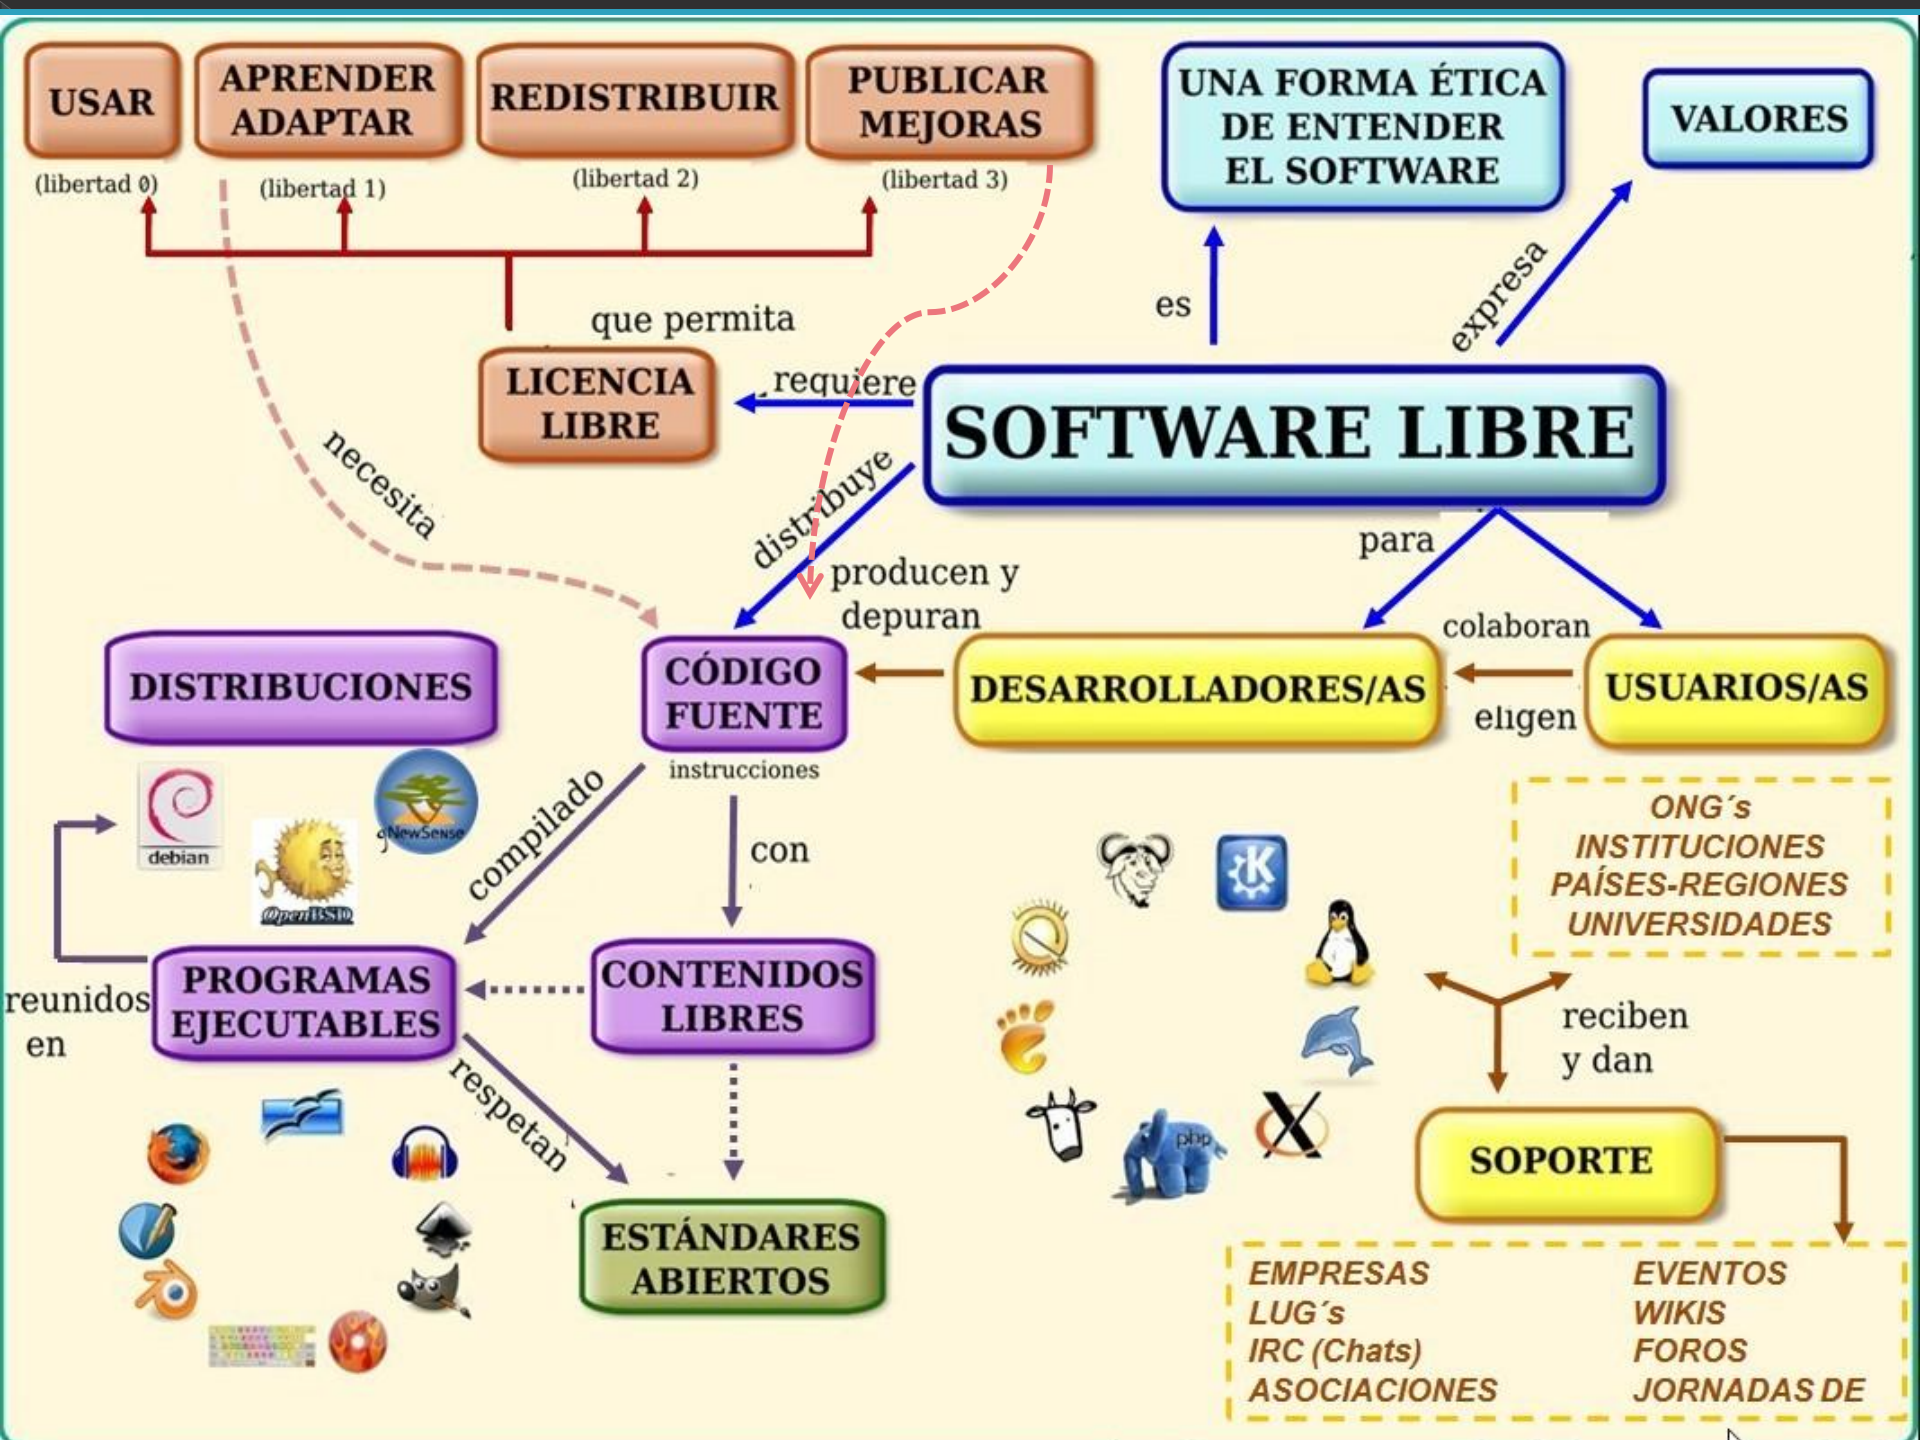 USAR
APRENDER
ADAPTAR
REDISTRIBUIR
PUBLICAR
MEJORAS
(libertad 0)
(libertad 1)
(libertad 2)
(libertad 3)
UNA FORMA ÉTICA
DE ENTENDER
EL SOFTWARE
VALORES
es
expresa
que permita
LICENCIA
LIBRE
requiere
SOFTWARE LIBRE
necesita
distribuye
para
producen y
depuran
colaboran
eligen
DISTRIBUCIONES
CÓDIGO
FUENTE
instrucciones
DESARROLLADORES/AS
USUARIOS/AS
debian
OpenBSD
gNewSense
compilado
con
ONG´s
INSTITUCIONES
PAÍSES-REGIONES
UNIVERSIDADES
K
reunidos
en
PROGRAMAS
EJECUTABLES
CONTENIDOS
LIBRES
reciben
y dan
respetan
php
X
SOPORTE
ESTÁNDARES
ABIERTOS
EMPRESAS
LUG´s
IRC (Chats)
ASOCIACIONES
EVENTOS
WIKIS
FOROS
JORNADAS DE